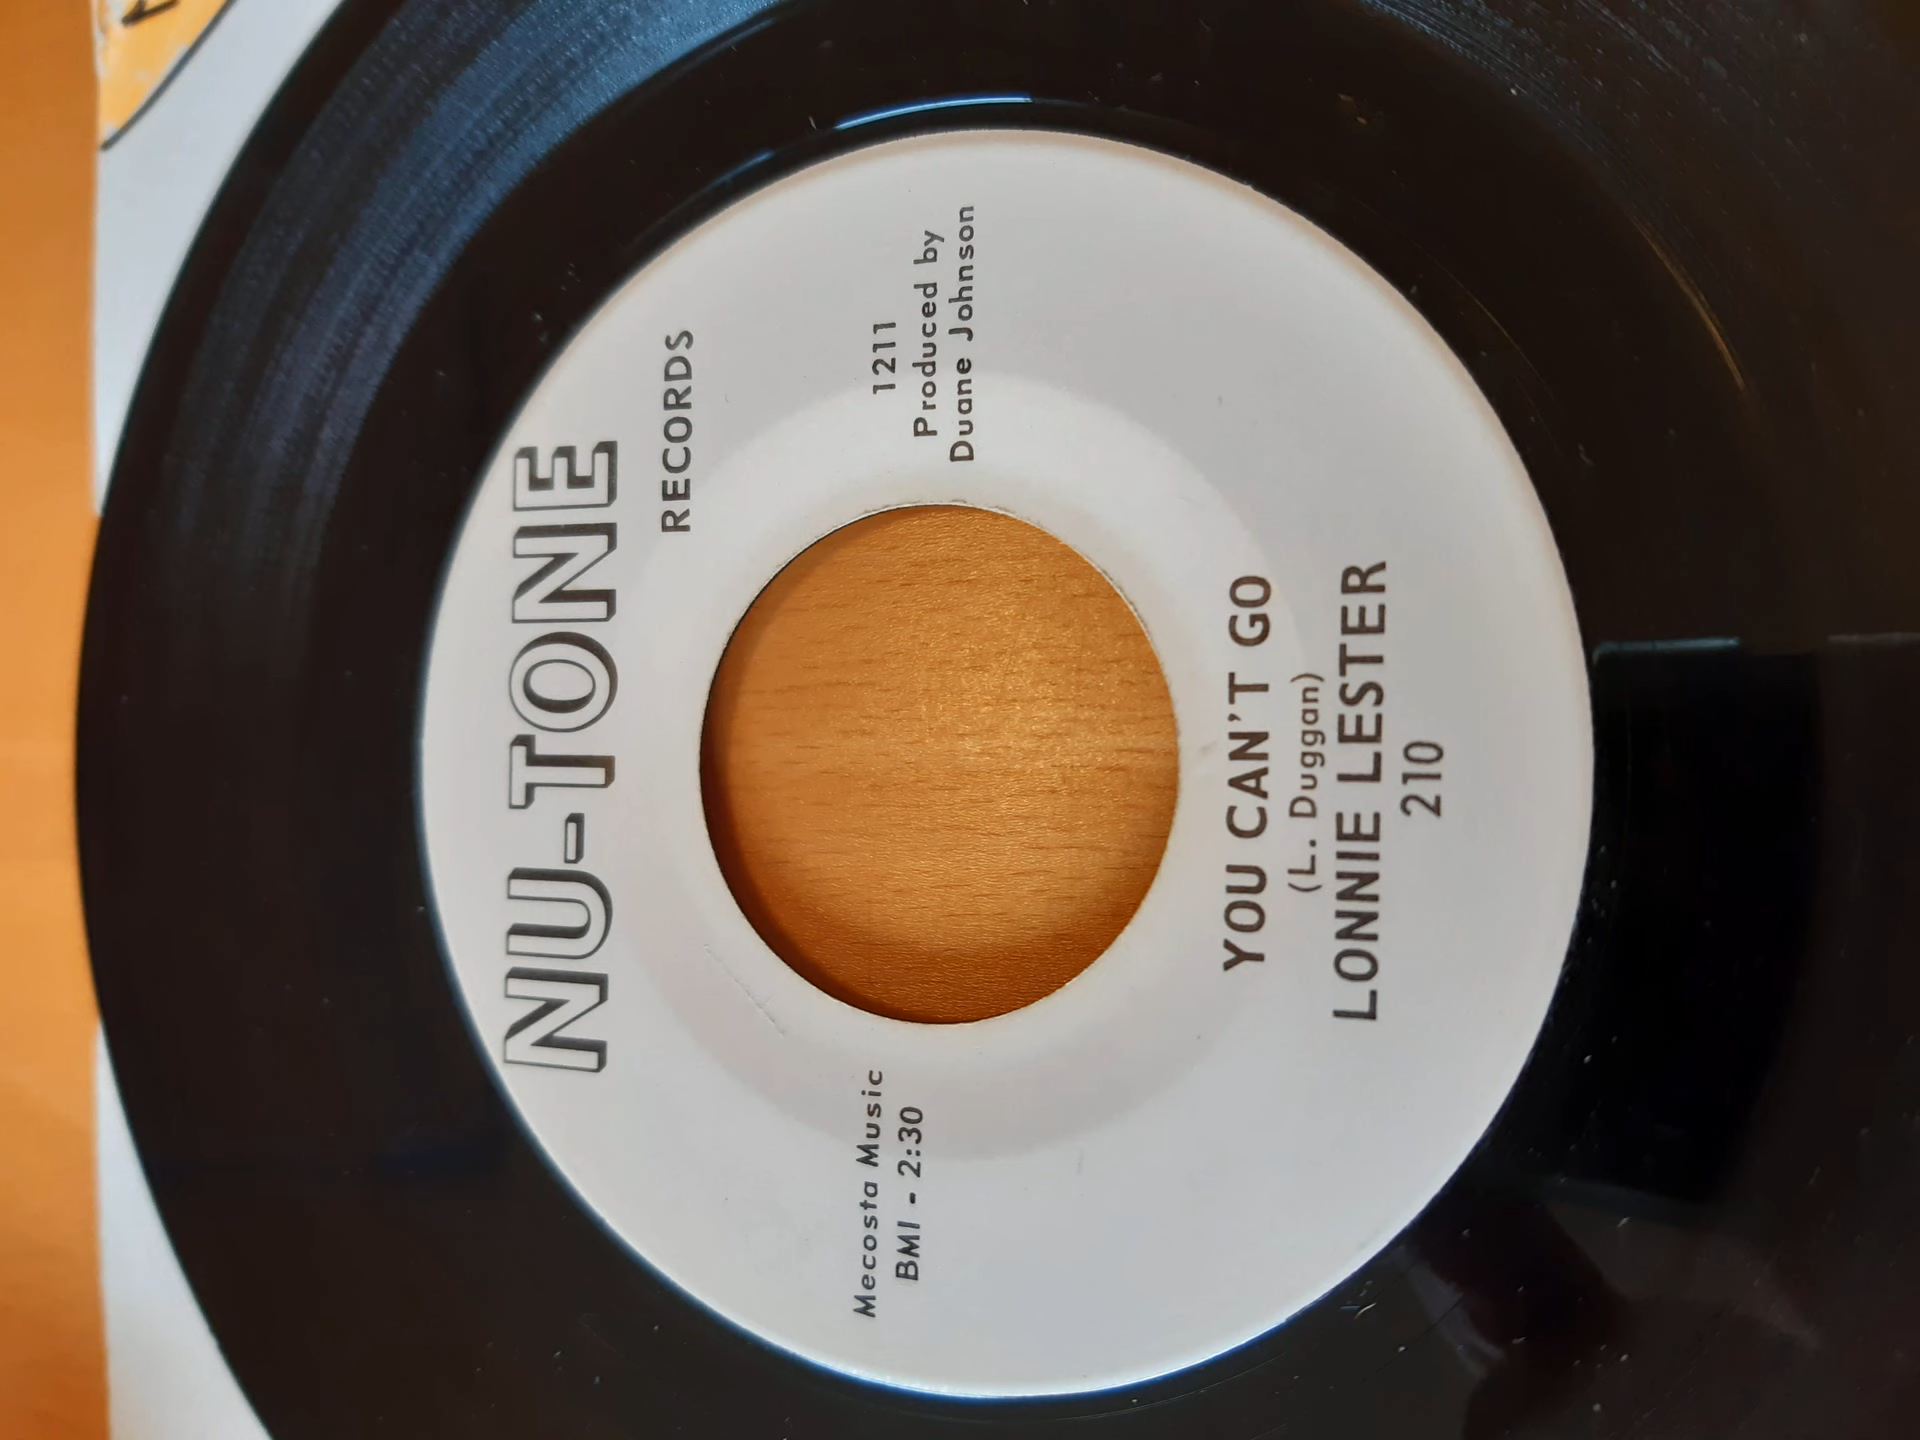 NU-TONE
RECORDS
Mecosta Music
BMI - 2:30
1211
Produced by
Duane Johnson
YOU CAN'T GO
(L. Duggan)
LONNIE LESTER
210